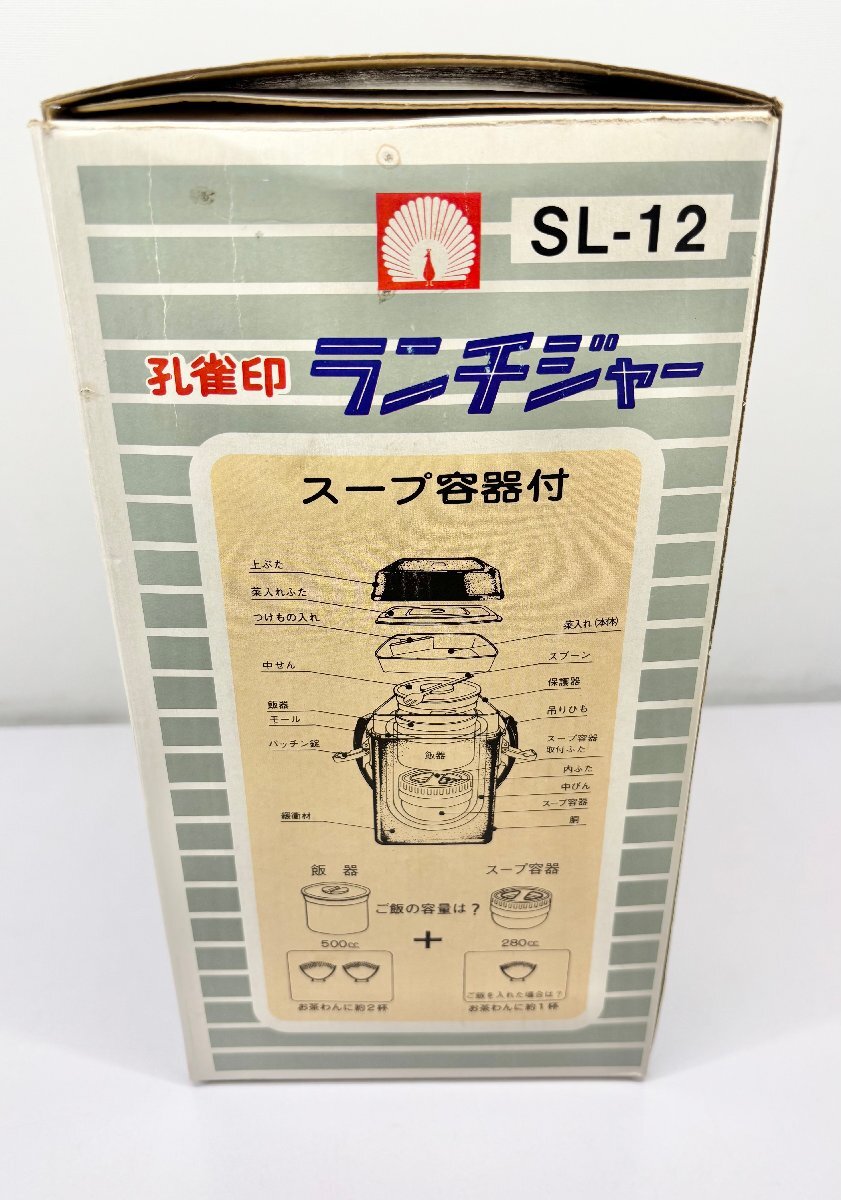 SL-12
孔雀印 ランチジャー
スープ容器付
上ぶた
菜入れふた
つけもの入れ
菜入れ(本体)
スプーン
中せん
保護器
飯器
吊りひも
モール
スープ容器
取付ふた
パッチン錠
飯器
内ふた
中びん
スープ容器
緩衝材
胴
飯器
スープ容器
ご飯の容量は?
500cc
+
280cc
ご飯を入れた場合は?
お茶わんに約2杯
お茶わんに約1杯